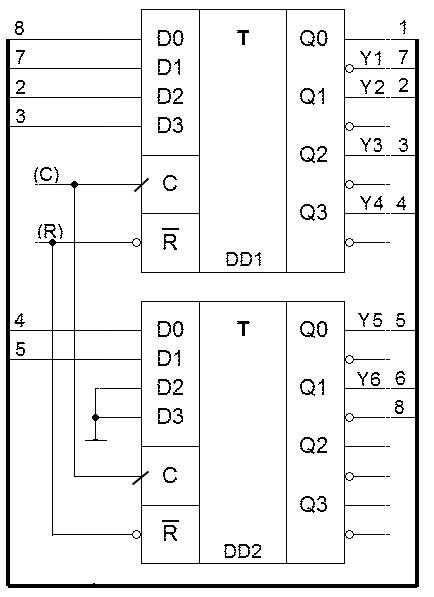 8 D0 T Q0 1
7 D1 Y1 7
2 D2 Q1 Y2 2
3 D3
Q2 Y3 3
(C) C
Q3 Y4 4
(R) R̅
DD1
4 D0 T Q0 Y5 5
5 D1
D2 Q1 Y6 6
D3 8
Q2
C
Q3
R̅
DD2